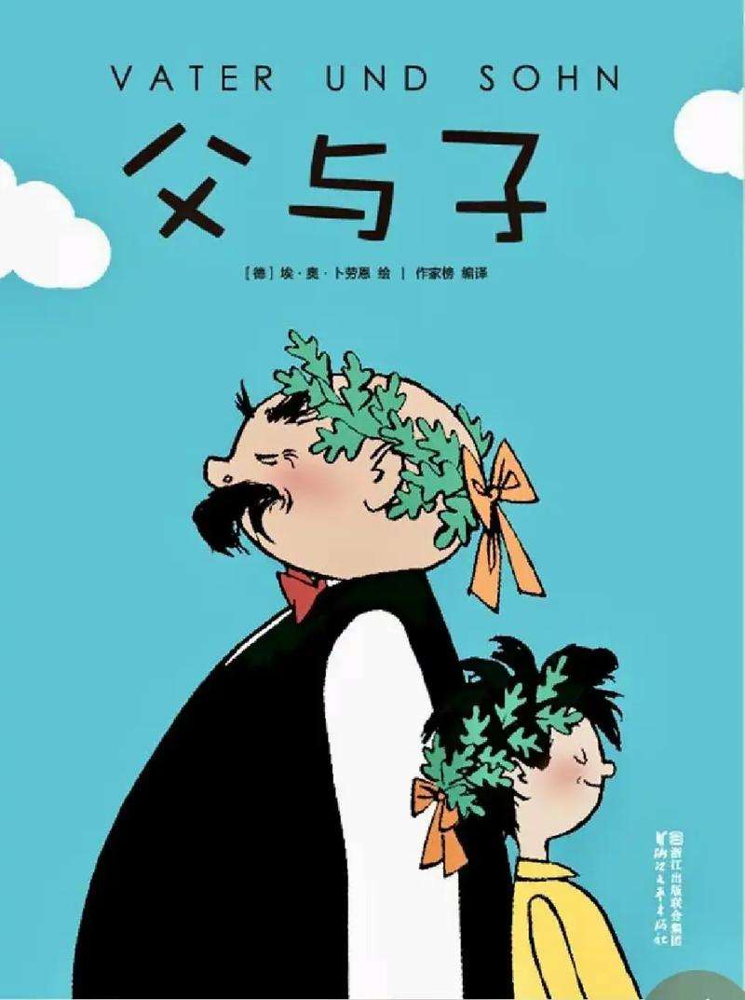 VATER UND SOHN
父与子
[德]埃·奥·卜劳恩 绘 | 作家榜 编译
浙江出版联合集团
浙江文艺出版社